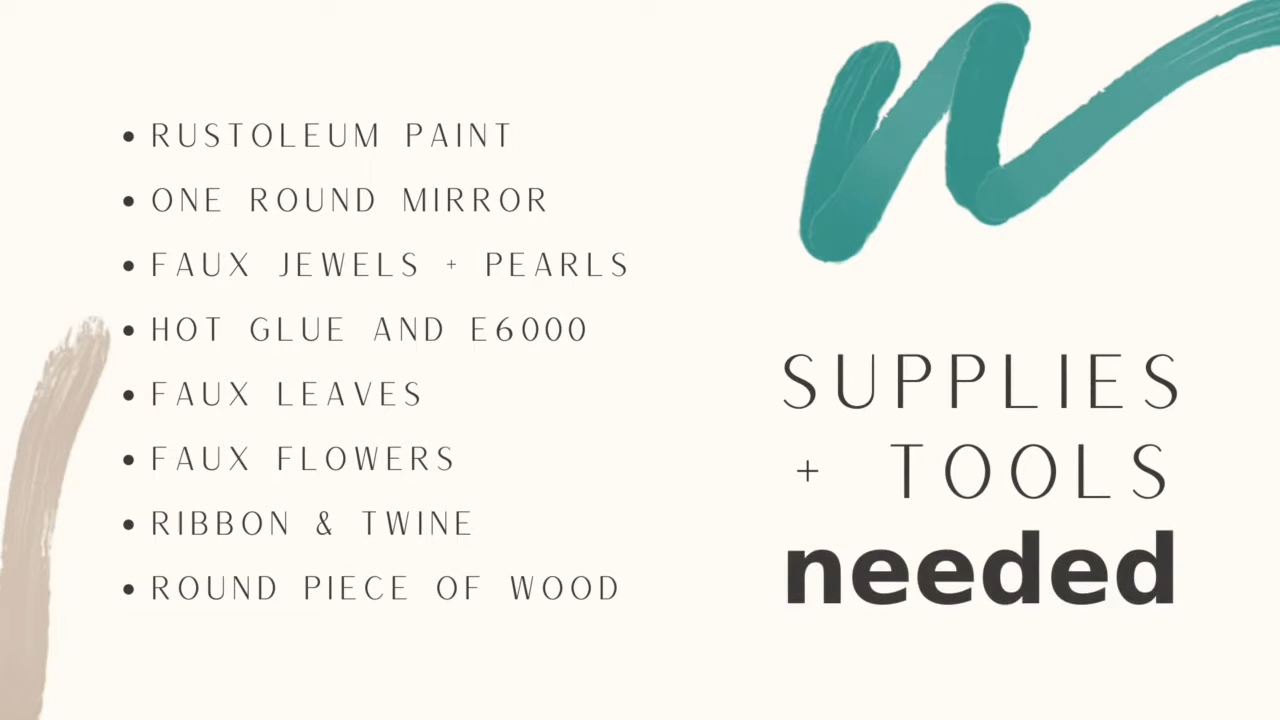 • RUSTOLEUM PAINT
• ONE ROUND MIRROR
• FAUX JEWELS + PEARLS
• HOT GLUE AND E6000
• FAUX LEAVES
• FAUX FLOWERS
• RIBBON & TWINE
• ROUND PIECE OF WOOD
SUPPLIES
+ TOOLS
needed